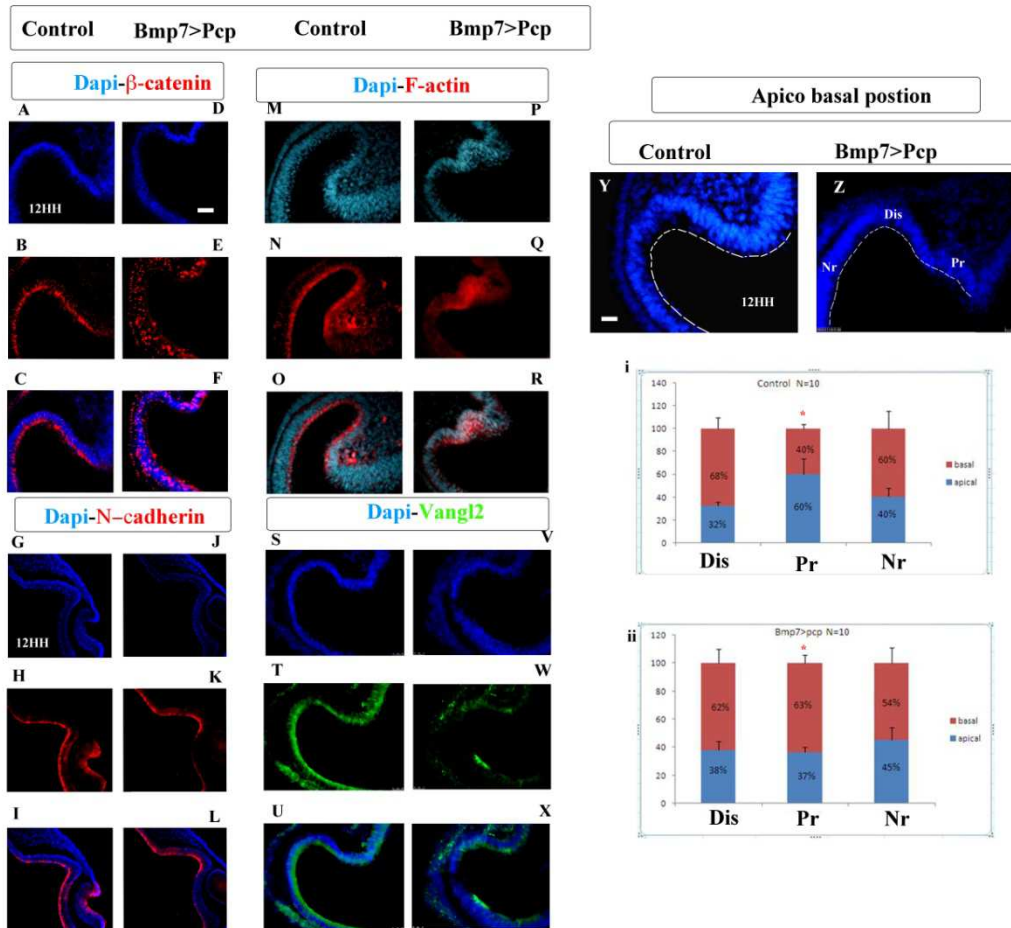 Control Bmp7>Pcp Control Bmp7>Pcp
Dapi-β-catenin
Dapi-F-actin
Apico basal postion
Control Bmp7>Pcp
A D
12HH
B E
C F
M P
N Q
O R
Y
12HH
Z
Dis
Nr
Pr
Dapi-N-cadherin
Dapi-Vangl2
G J
12HH
H K
I L
S V
T W
U X
i
Control N=10
140
120
100
80
60
40
20
0
*
68% 40% 60%
32% 60% 40%
basal
apical
Dis Pr Nr
ii
Bmp7>pcp N=10
120
100
80
60
40
20
0
*
62% 63% 54%
38% 37% 45%
basal
apical
Dis Pr Nr